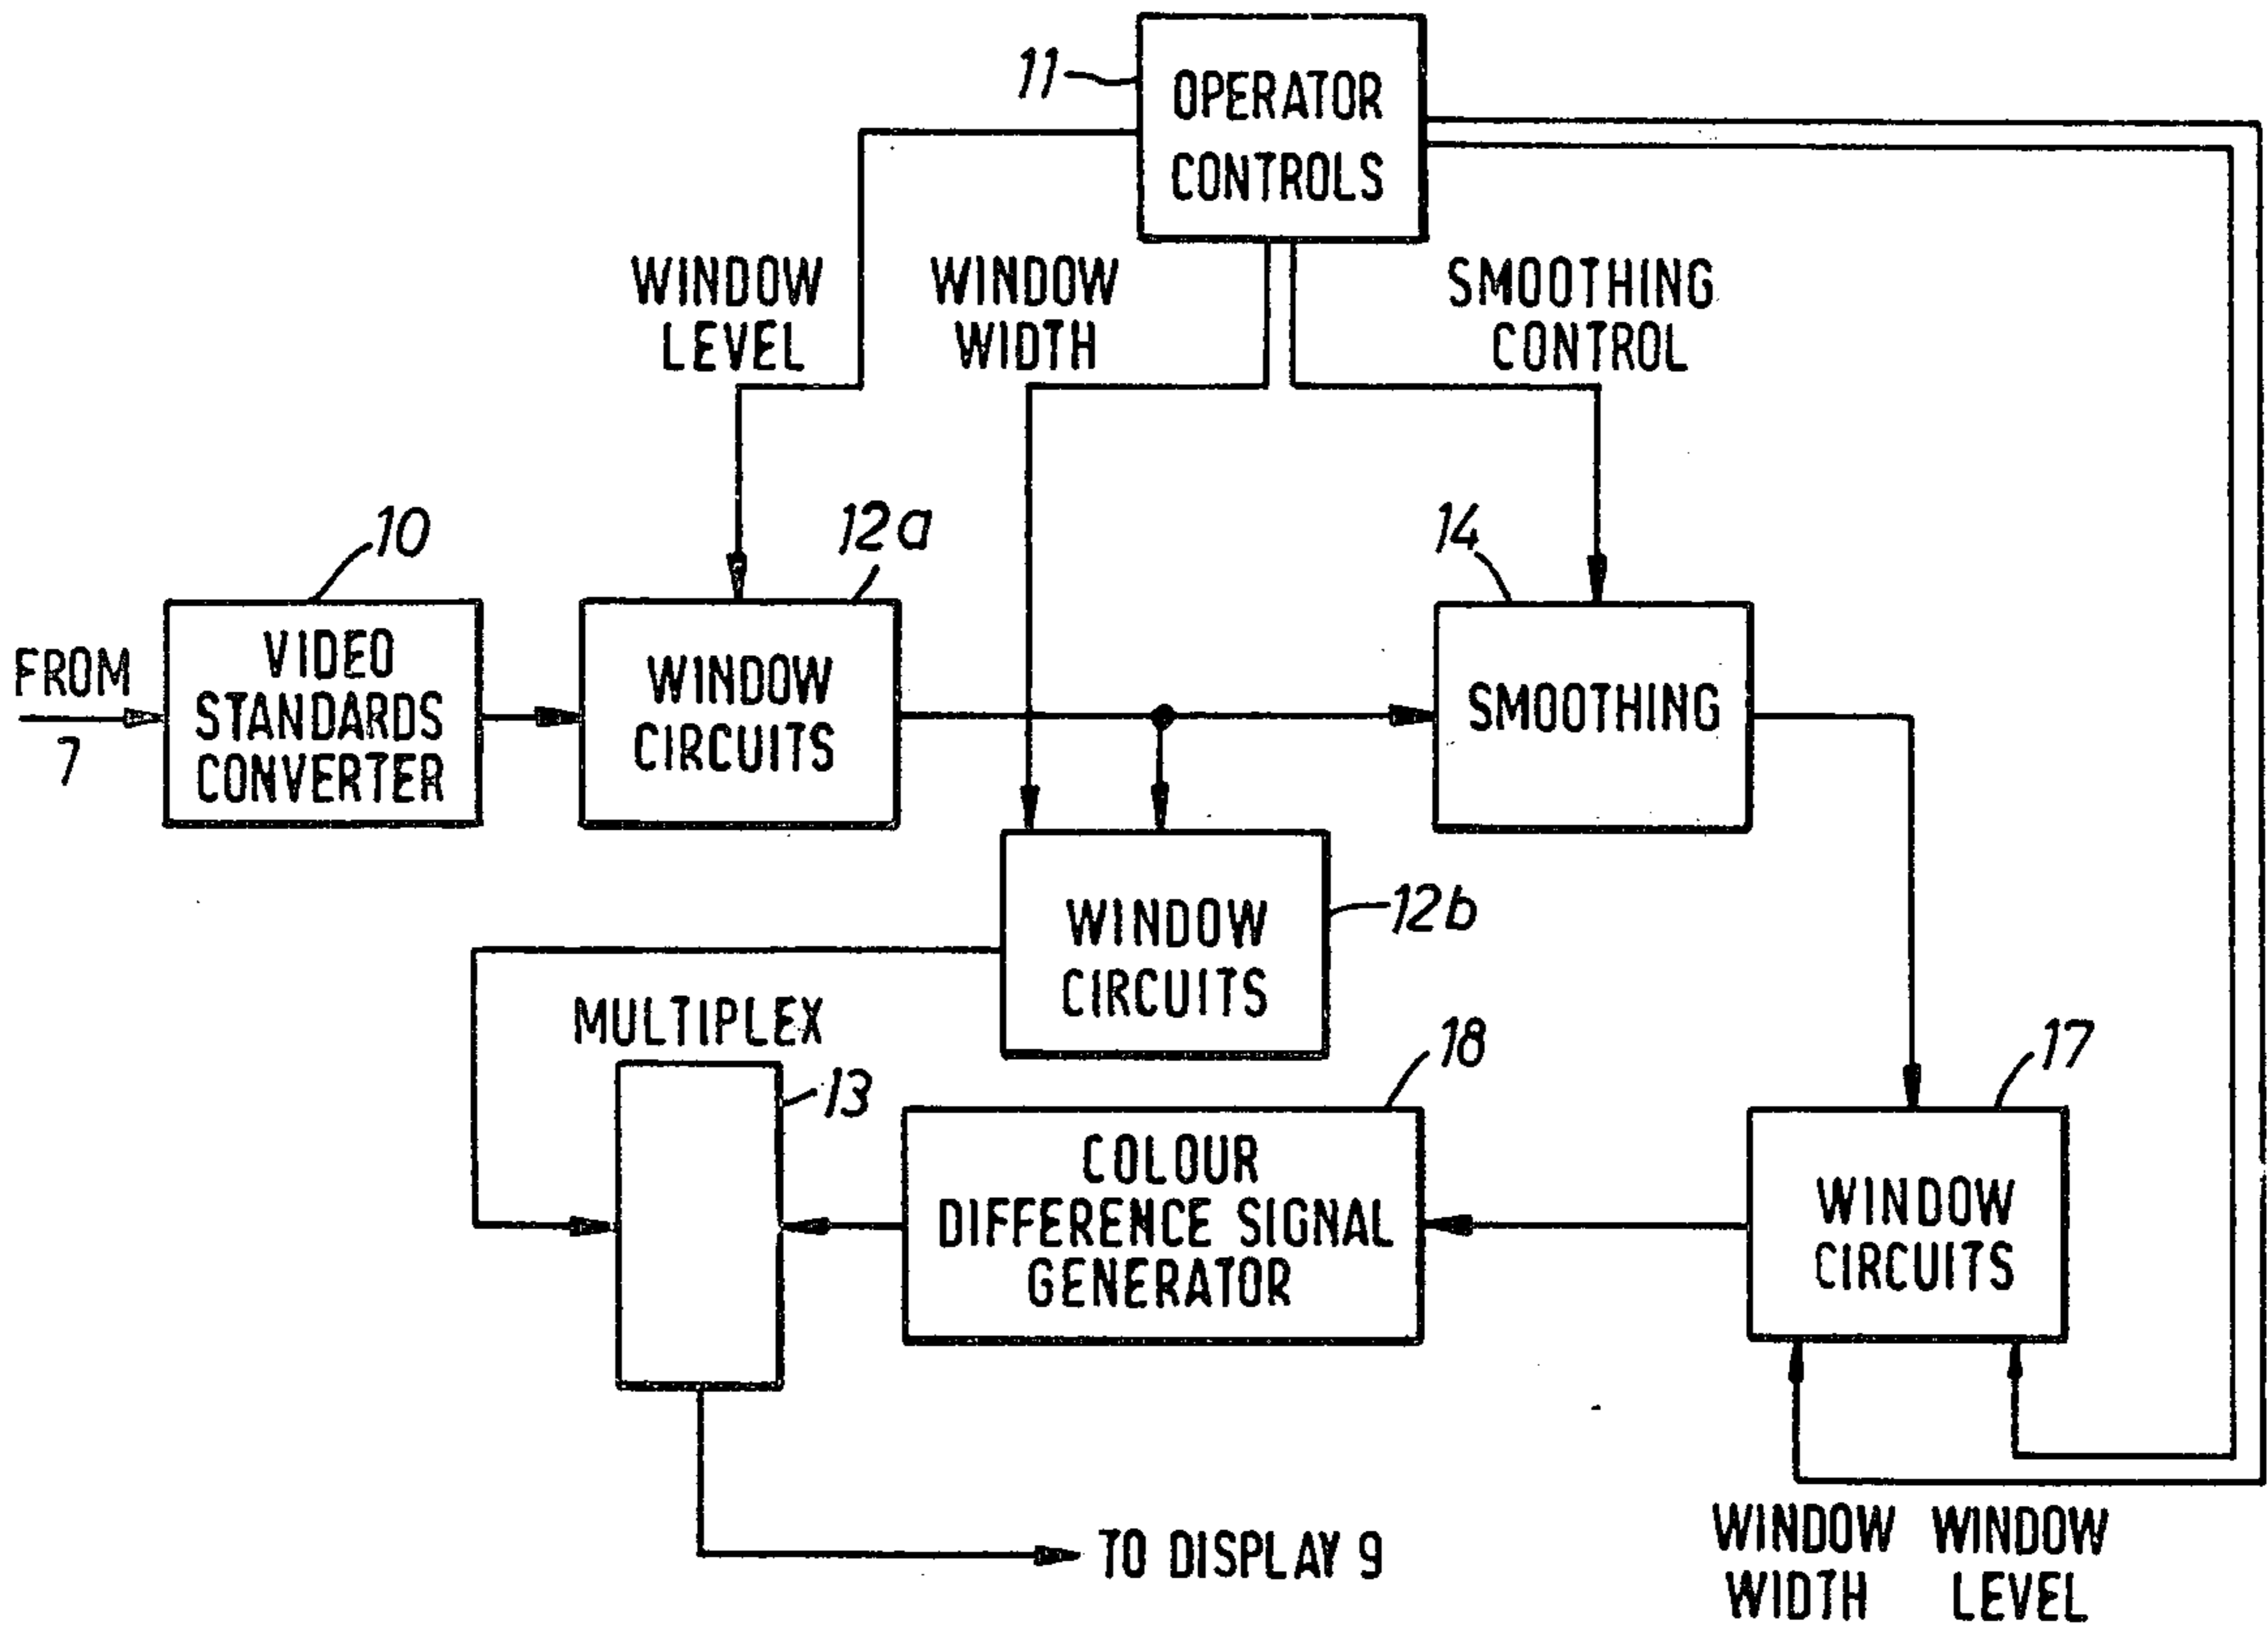 11
OPERATOR
CONTROLS
WINDOW
LEVEL
WINDOW
WIDTH
SMOOTHING
CONTROL
10
12a
14
FROM
7
VIDEO
STANDARDS
CONVERTER
WINDOW
CIRCUITS
SMOOTHING
WINDOW
CIRCUITS
12b
MULTIPLEX
13
18
17
COLOUR
DIFFERENCE SIGNAL
GENERATOR
WINDOW
CIRCUITS
TO DISPLAY 9
WINDOW
WIDTH
WINDOW
LEVEL